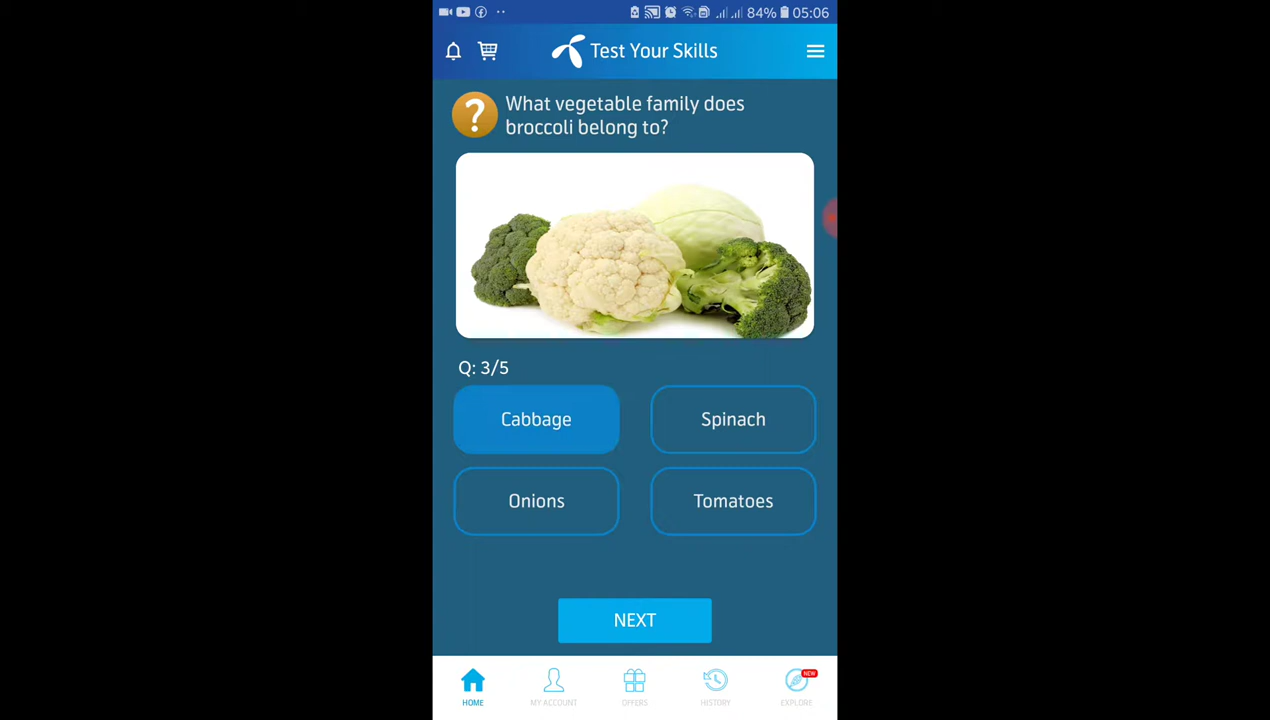 84% 05:06
Test Your Skills
? What vegetable family does
broccoli belong to?
Q: 3/5
Cabbage
Spinach
Onions
Tomatoes
NEXT
HOME
MY ACCOUNT
OFFERS
HISTORY
NEW
EXPLORE